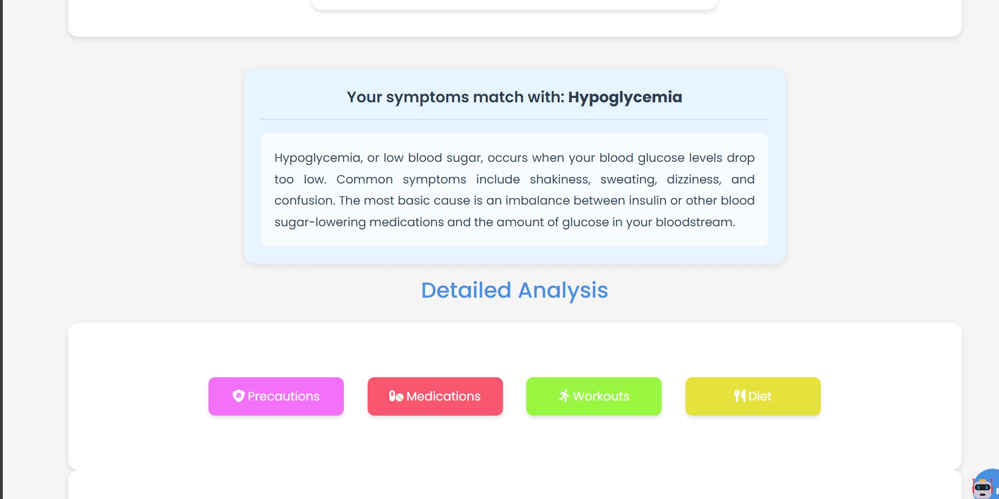 Your symptoms match with: Hypoglycemia
Hypoglycemia, or low blood sugar, occurs when your blood glucose levels drop
too low. Common symptoms include shakiness, sweating, dizziness, and
confusion. The most basic cause is an imbalance between insulin or other blood
sugar-lowering medications and the amount of glucose in your bloodstream.
Detailed Analysis
Precautions
Medications
Workouts
Diet